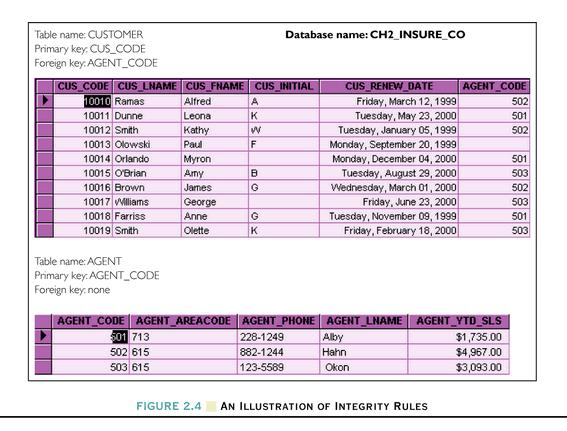 Table name: CUSTOMER Database name: CH2_INSURE_CO
Primary key: CUS_CODE
Foreign key: AGENT_CODE
CUS_CODE CUS_LNAME CUS_FNAME CUS_INITIAL CUS_RENEW_DATE AGENT_CODE
10010 Ramas Alfred A Friday, March 12, 1999 502
10011 Dunne Leona K Tuesday, May 23, 2000 501
10012 Smith Kathy W Tuesday, January 05, 1999 502
10013 Olowski Paul F Monday, September 20, 1999
10014 Orlando Myron Monday, December 04, 2000 501
10015 O'Brian Amy B Tuesday, August 29, 2000 503
10016 Brown James G Wednesday, March 01, 2000 502
10017 Williams George Friday, June 23, 2000 503
10018 Farriss Anne G Tuesday, November 09, 1999 501
10019 Smith Olette K Friday, February 18, 2000 503
Table name: AGENT
Primary key: AGENT_CODE
Foreign key: none
AGENT_CODE AGENT_AREACODE AGENT_PHONE AGENT_LNAME AGENT_YTD_SLS
501 713 228-1249 Alby $1,735.00
502 615 882-1244 Hahn $4,967.00
503 615 123-5589 Okon $3,093.00
FIGURE 2.4 AN ILLUSTRATION OF INTEGRITY RULES